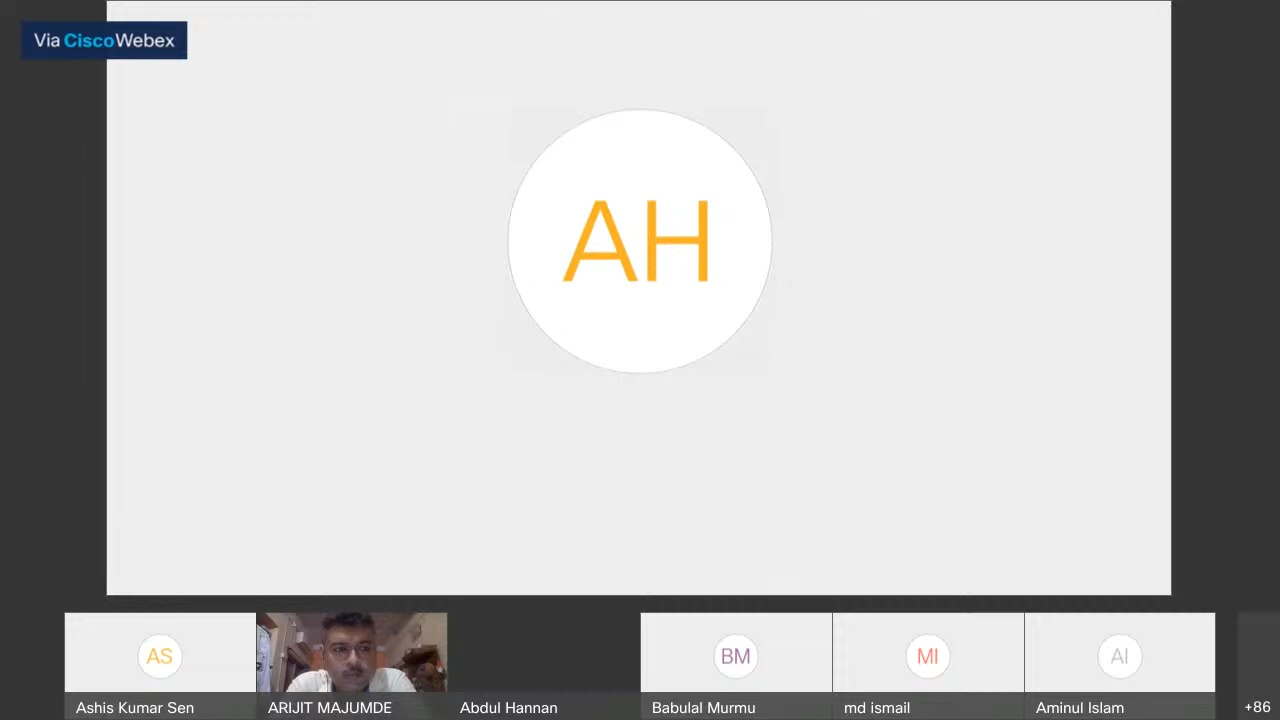 Via CiscoWebex
AH
AS
BM
MI
AI
Ashis Kumar Sen
ARIJIT MAJUMDE
Abdul Hannan
Babulal Murmu
md ismail
Aminul Islam
+86